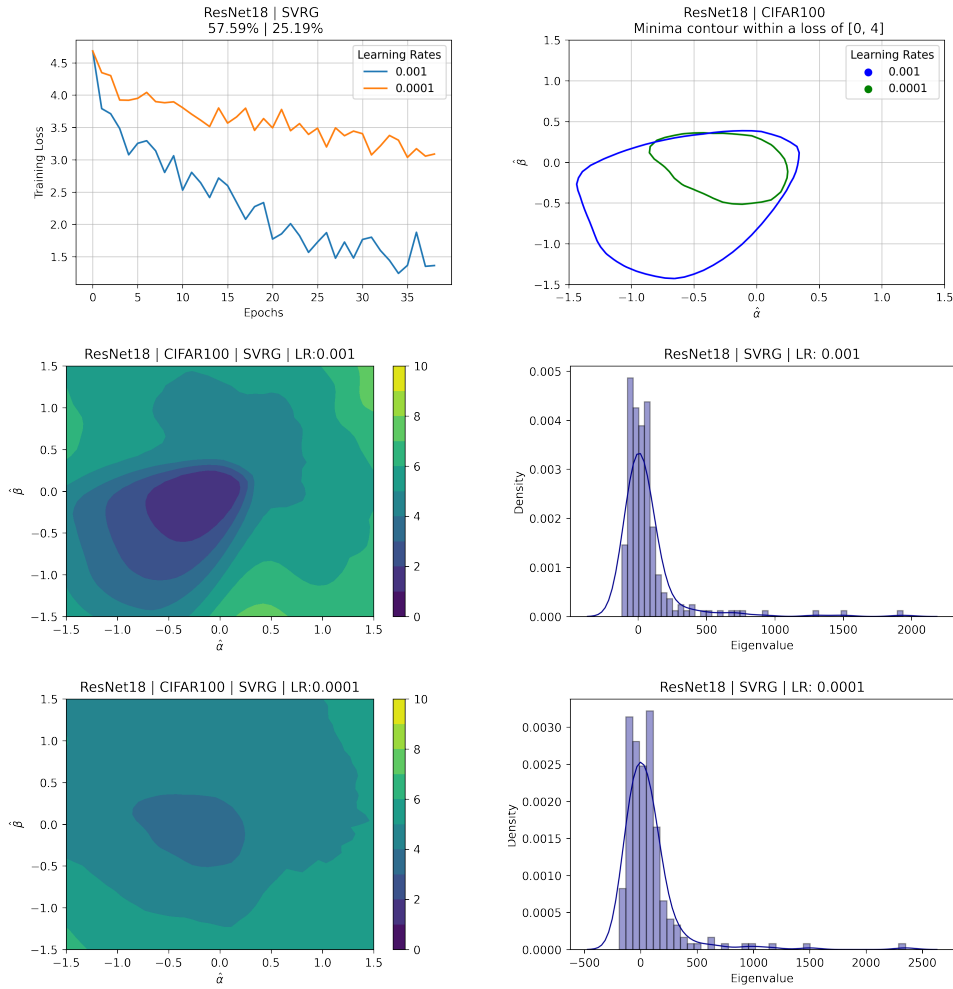 ResNet18 | SVRG
57.59% | 25.19%
Learning Rates
0.001
0.0001
4.5
4.0
3.5
3.0
2.5
2.0
1.5
Training Loss
0 5 10 15 20 25 30 35
Epochs
ResNet18 | CIFAR100
Minima contour within a loss of [0, 4]
Learning Rates
0.001
0.0001
1.5
1.0
0.5
0.0
−0.5
−1.0
−1.5
β̂
−1.5 −1.0 −0.5 0.0 0.5 1.0 1.5
α̂
ResNet18 | CIFAR100 | SVRG | LR:0.001
1.5
1.0
0.5
0.0
−0.5
−1.0
−1.5
β̂
−1.5 −1.0 −0.5 0.0 0.5 1.0 1.5
α̂
10
8
6
4
2
0
ResNet18 | SVRG | LR: 0.001
0.005
0.004
0.003
0.002
0.001
0.000
Density
0 500 1000 1500 2000
Eigenvalue
ResNet18 | CIFAR100 | SVRG | LR:0.0001
1.5
1.0
0.5
0.0
−0.5
−1.0
−1.5
β̂
−1.5 −1.0 −0.5 0.0 0.5 1.0 1.5
α̂
10
8
6
4
2
0
ResNet18 | SVRG | LR: 0.0001
0.0030
0.0025
0.0020
0.0015
0.0010
0.0005
0.0000
Density
−500 0 500 1000 1500 2000 2500
Eigenvalue